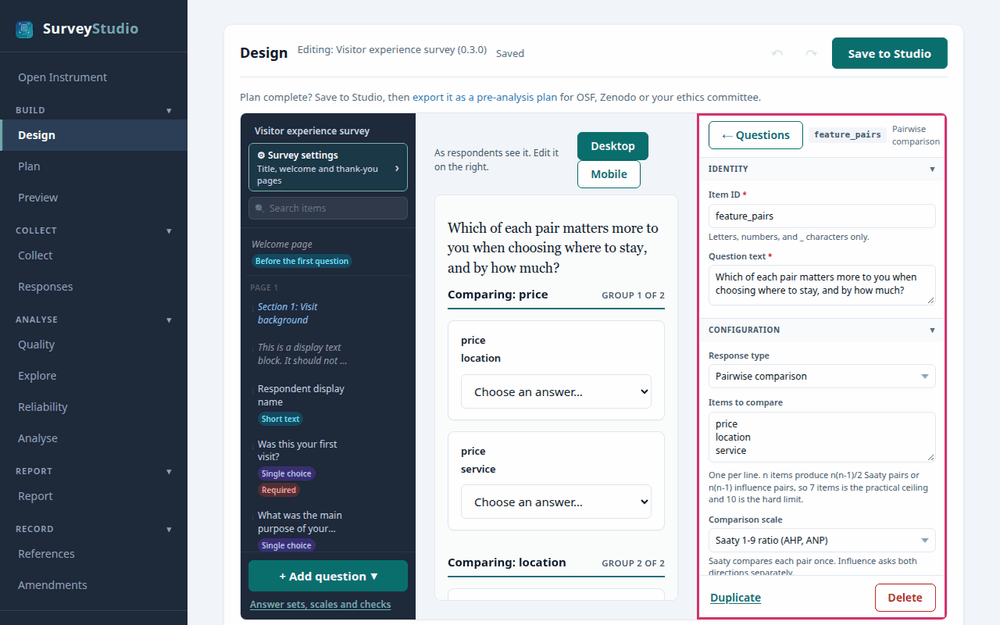 SurveyStudio
Open Instrument
BUILD
Design
Plan
Preview
COLLECT
Collect
Responses
ANALYSE
Quality
Explore
Reliability
Analyse
REPORT
Report
RECORD
References
Amendments
Design
Editing: Visitor experience survey (0.3.0)
Saved
Save to Studio
Plan complete? Save to Studio, then export it as a pre-analysis plan for OSF, Zenodo or your ethics committee.
Visitor experience survey
Survey settings
Title, welcome and thank-you
pages
Search items
Welcome page
Before the first question
PAGE 1
Section 1: Visit
background
This is a display text
block. It should not ...
Respondent display
name
Short text
Was this your first
visit?
Single choice
Required
What was the main
purpose of your...
Single choice
+ Add question ▾
Answer sets, scales and checks
As respondents see it. Edit it
on the right.
Desktop
Mobile
Which of each pair matters more to
you when choosing where to stay,
and by how much?
Comparing: price
GROUP 1 OF 2
price
location
Choose an answer...
price
service
Choose an answer...
Comparing: location
GROUP 2 OF 2
← Questions
feature_pairs
Pairwise
comparison
IDENTITY
Item ID *
feature_pairs
Letters, numbers, and _ characters only.
Question text *
Which of each pair matters more to you when
choosing where to stay, and by how much?
CONFIGURATION
Response type
Pairwise comparison
Items to compare
price
location
service
One per line. n items produce n(n-1)/2 Saaty pairs or
n(n-1) influence pairs, so 7 items is the practical ceiling
and 10 is the hard limit.
Comparison scale
Saaty 1-9 ratio (AHP, ANP)
Saaty compares each pair once. Influence asks both
directions separately.
Duplicate
Delete